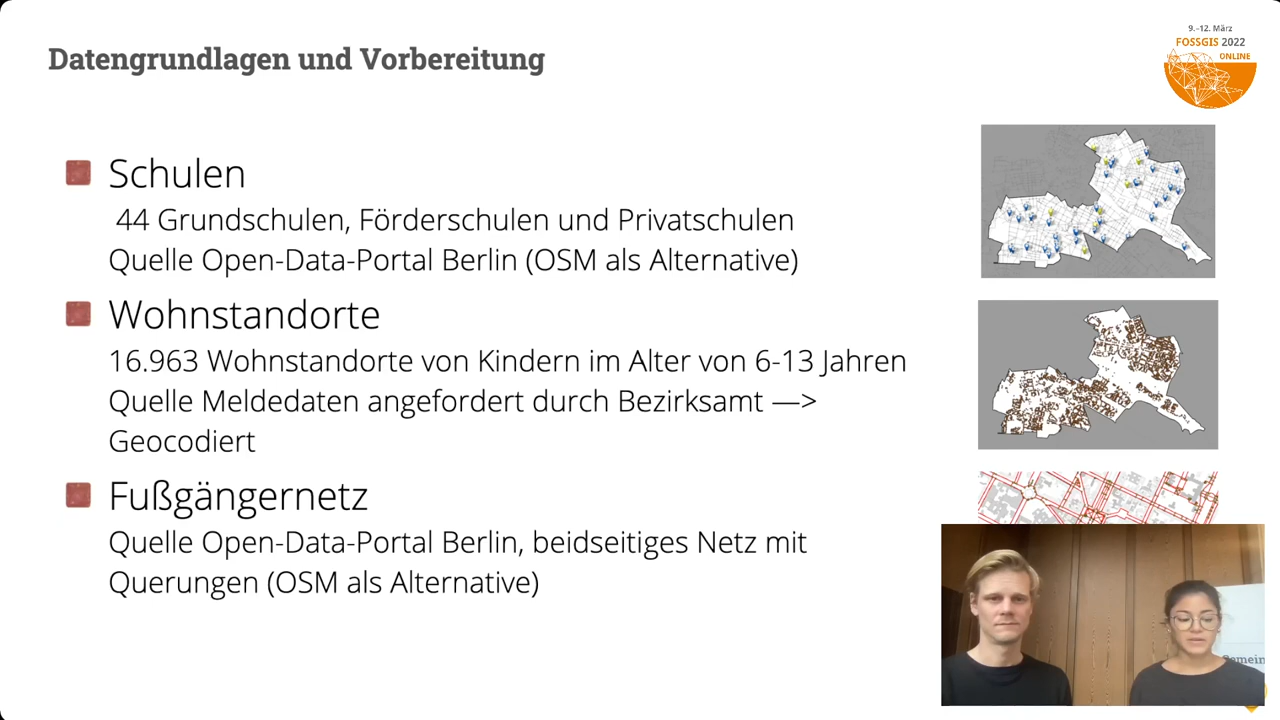 Datengrundlagen und Vorbereitung
9.-12. März
FOSSGIS 2022
ONLINE
Schulen
44 Grundschulen, Förderschulen und Privatschulen
Quelle Open-Data-Portal Berlin (OSM als Alternative)
Wohnstandorte
16.963 Wohnstandorte von Kindern im Alter von 6-13 Jahren
Quelle Meldedaten angefordert durch Bezirksamt —>
Geocodiert
Fußgängernetz
Quelle Open-Data-Portal Berlin, beidseitiges Netz mit
Querungen (OSM als Alternative)
Gemein